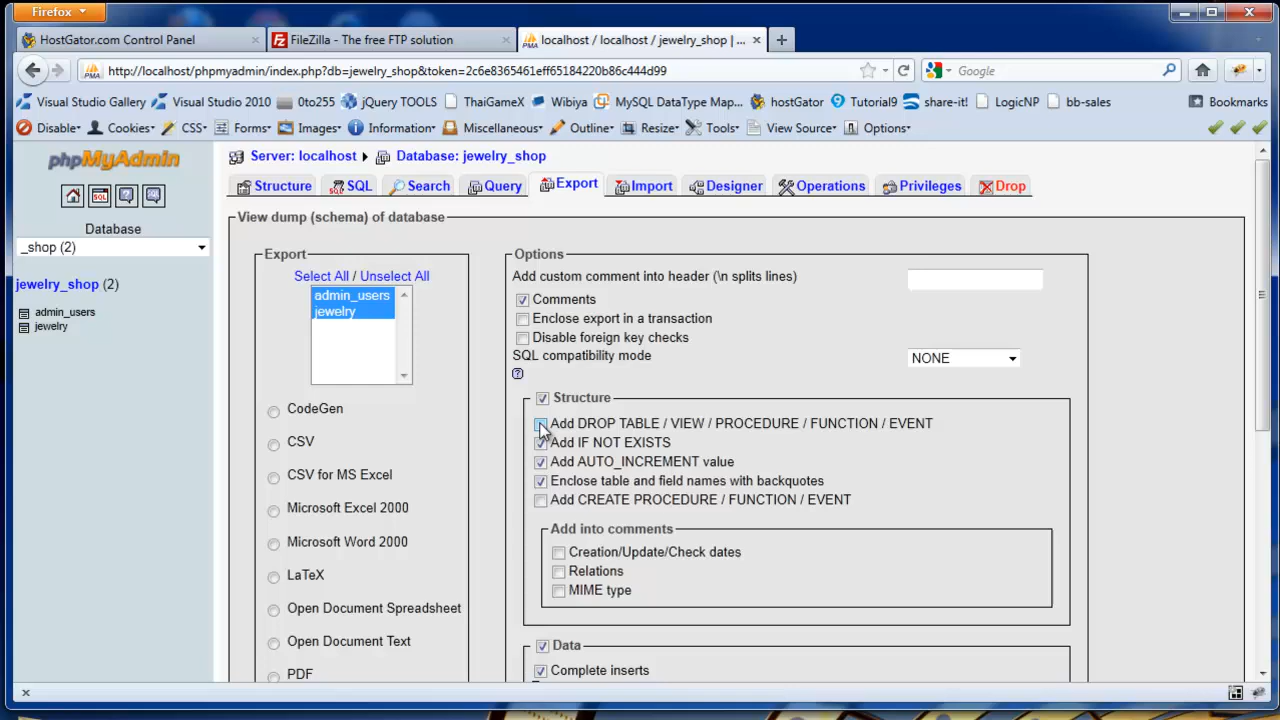 Firefox
HostGator.com Control Panel
FileZilla - The free FTP solution
localhost / localhost / jewelry_shop | ...
http://localhost/phpmyadmin/index.php?db=jewelry_shop&token=2c6e8365461eff65184220b86c444d99
Google
Visual Studio Gallery Visual Studio 2010 0to255 jQuery TOOLS ThaiGameX Wibiya MySQL DataType Map... hostGator Tutorial9 share-it! LogicNP bb-sales Bookmarks
Disable Cookies CSS Forms Images Information Miscellaneous Outline Resize Tools View Source Options
phpMyAdmin
Server: localhost Database: jewelry_shop
Structure SQL Search Query Export Import Designer Operations Privileges Drop
View dump (schema) of database
Database
_shop (2)
jewelry_shop (2)
admin_users
jewelry
Export
Select All / Unselect All
admin_users
jewelry
CodeGen
CSV
CSV for MS Excel
Microsoft Excel 2000
Microsoft Word 2000
LaTeX
Open Document Spreadsheet
Open Document Text
PDF
Options
Add custom comment into header (\n splits lines)
Comments
Enclose export in a transaction
Disable foreign key checks
SQL compatibility mode
NONE
Structure
Add DROP TABLE / VIEW / PROCEDURE / FUNCTION / EVENT
Add IF NOT EXISTS
Add AUTO_INCREMENT value
Enclose table and field names with backquotes
Add CREATE PROCEDURE / FUNCTION / EVENT
Add into comments
Creation/Update/Check dates
Relations
MIME type
Data
Complete inserts